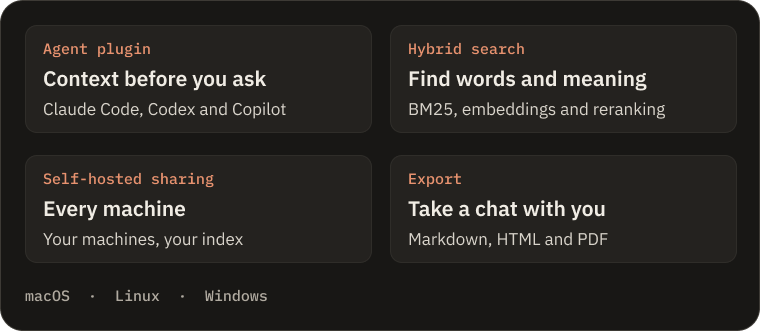 Agent plugin
Context before you ask
Claude Code, Codex and Copilot
Hybrid search
Find words and meaning
BM25, embeddings and reranking
Self-hosted sharing
Every machine
Your machines, your index
Export
Take a chat with you
Markdown, HTML and PDF
macOS · Linux · Windows